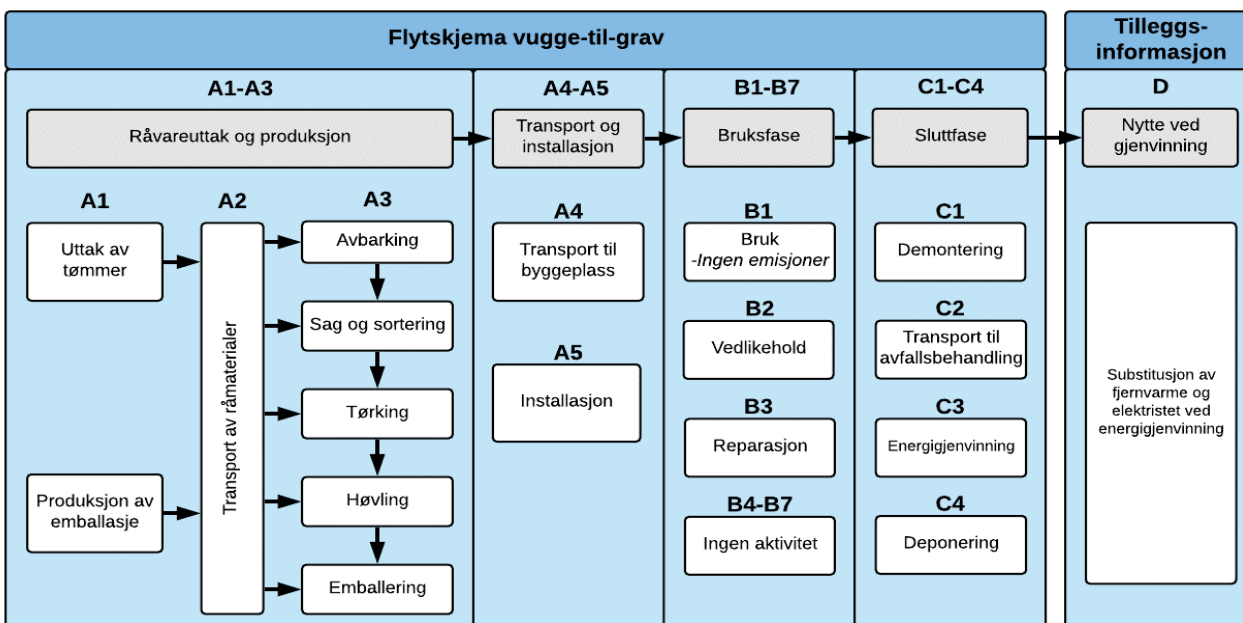 Flytskjema vugge-til-grav
Tilleggs-
informasjon
A1-A3
A4-A5
B1-B7
C1-C4
D
Råvareuttak og produksjon
Transport og
installasjon
Bruksfase
Sluttfase
Nytte ved
gjenvinning
A1
Uttak av
tømmer
Produksjon av
emballasje
A2
Transport av råmaterialer
A3
Avbarking
Sag og sortering
Tørking
Høvling
Emballering
A4
Transport til
byggeplass
A5
Installasjon
B1
Bruk
-Ingen emisjoner
B2
Vedlikehold
B3
Reparasjon
B4-B7
Ingen aktivitet
C1
Demontering
C2
Transport til
avfallsbehandling
C3
Energigjenvinning
C4
Deponering
Substitusjon av
fjernvarme og
elektristet ved
energigjenvinning